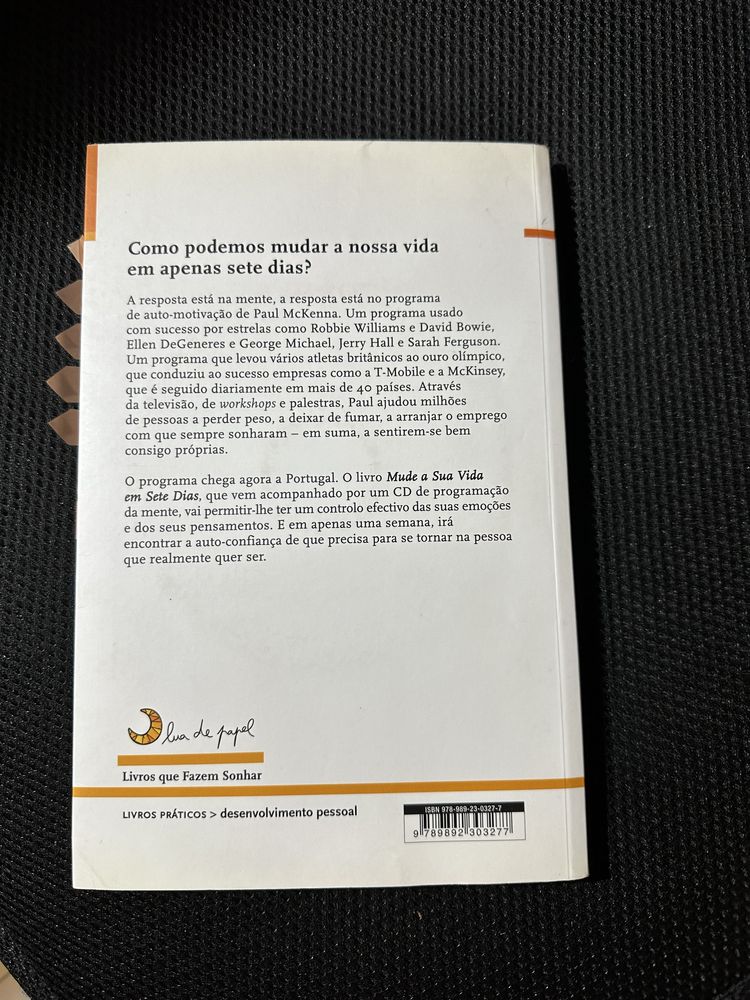 Como podemos mudar a nossa vida
em apenas sete dias?
A resposta está na mente, a resposta está no programa
de auto-motivação de Paul McKenna. Um programa usado
com sucesso por estrelas como Robbie Williams e David Bowie,
Ellen DeGeneres e George Michael, Jerry Hall e Sarah Ferguson.
Um programa que levou vários atletas britânicos ao ouro olímpico,
que conduziu ao sucesso empresas como a T-Mobile e a McKinsey,
que é seguido diariamente em mais de 40 países. Através
da televisão, de workshops e palestras, Paul ajudou milhões
de pessoas a perder peso, a deixar de fumar, a arranjar o emprego
com que sempre sonharam – em suma, a sentirem-se bem
consigo próprias.
O programa chega agora a Portugal. O livro Mude a Sua Vida
em Sete Dias, que vem acompanhado por um CD de programação
da mente, vai permitir-lhe ter um controlo efectivo das suas emoções
e dos seus pensamentos. E em apenas uma semana, irá
encontrar a auto-confiança de que precisa para se tornar na pessoa
que realmente quer ser.
lua de papel
Livros que Fazem Sonhar
LIVROS PRÁTICOS > desenvolvimento pessoal
ISBN 978-989-23-0327-7
9 789892 303277